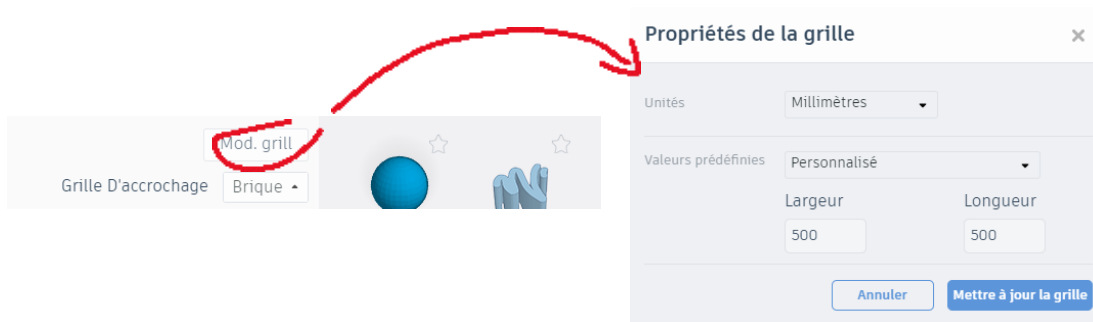 Mod. grill
Grille D'accrochage Brique
Propriétés de la grille
Unités Millimètres
Valeurs prédéfinies Personnalisé
Largeur Longueur
500 500
Annuler Mettre à jour la grille